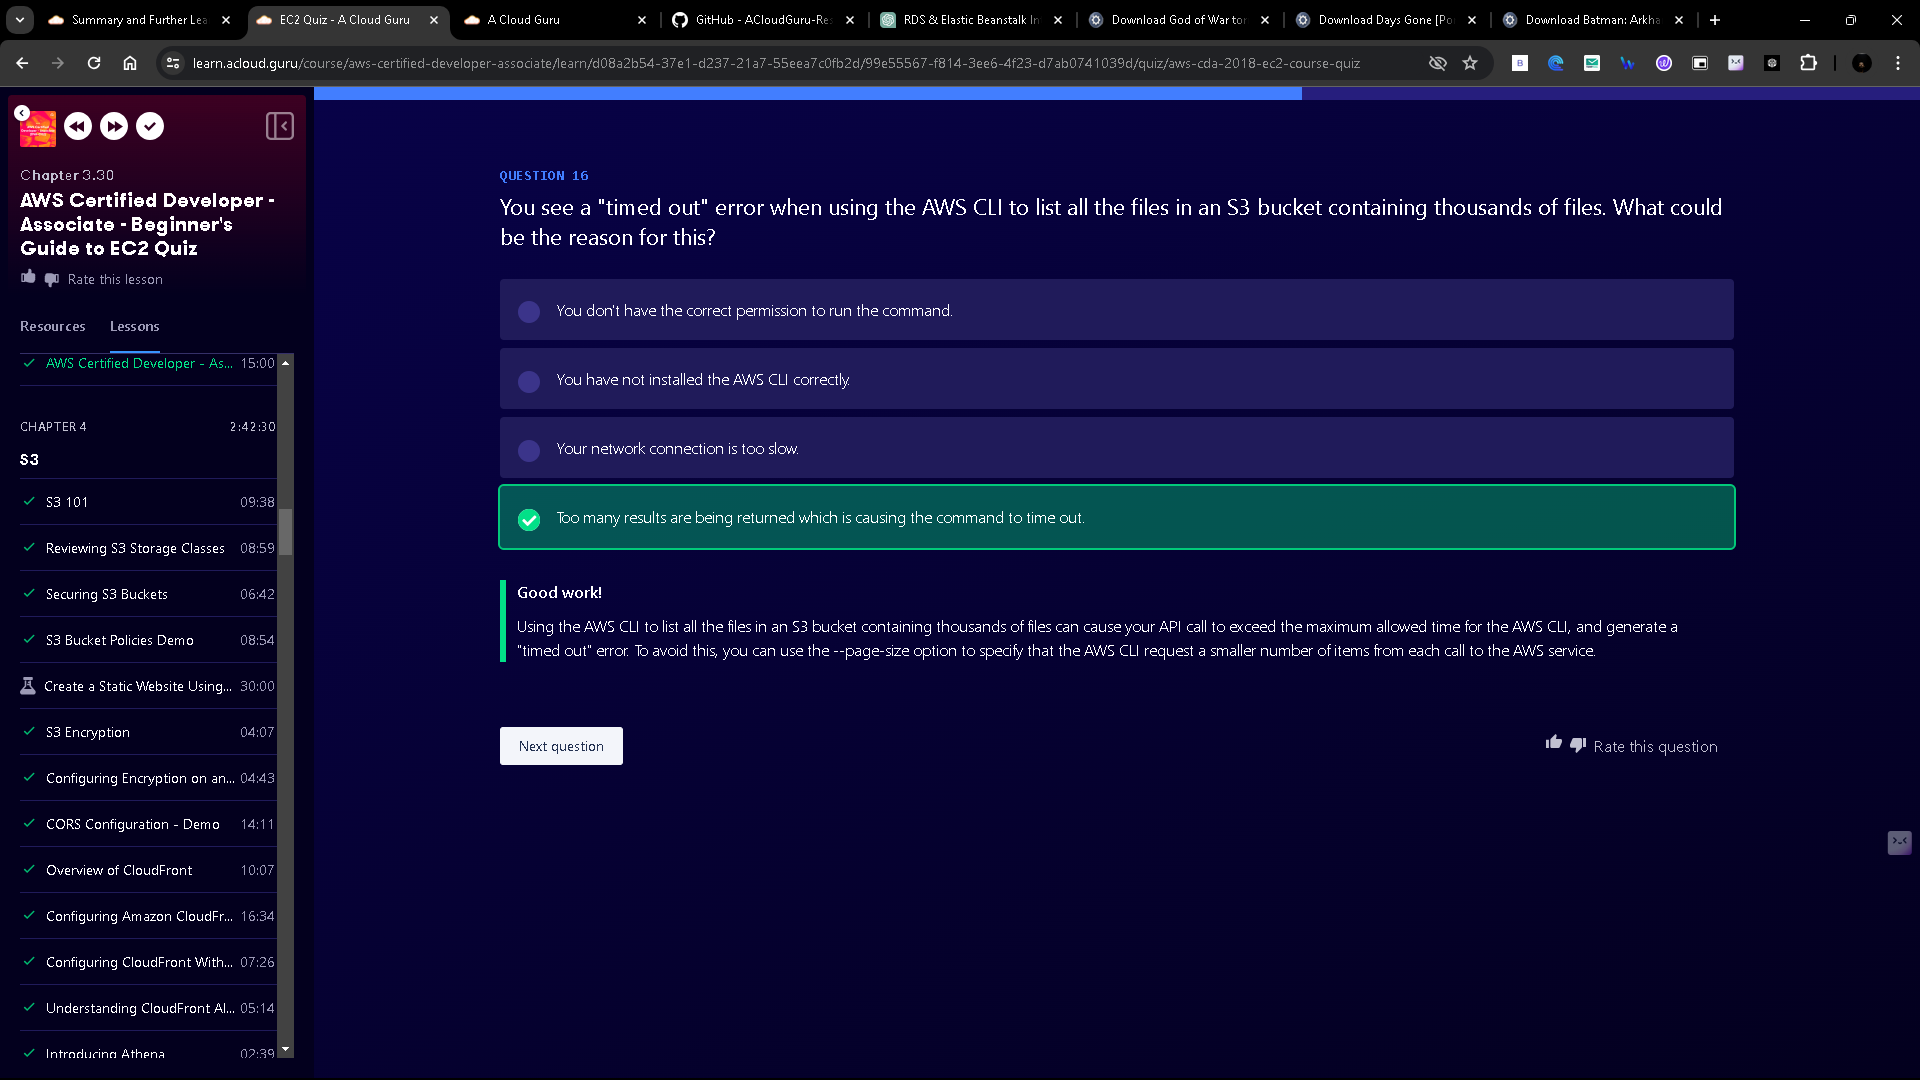 Summary and Further Lea
EC2 Quiz - A Cloud Guru
A Cloud Guru
GitHub - ACloudGuru-Res
RDS & Elastic Beanstalk In
Download God of War tor
Download Days Gone [Po
Download Batman: Arkha
learn.acloud.guru/course/aws-certified-developer-associate/learn/d08a2b54-37e1-d237-21a7-55eea7c0fb2d/99e55567-f814-3ee6-4f23-d7ab0741039d/quiz/aws-cda-2018-ec2-course-quiz
Chapter 3.30
AWS Certified Developer -
Associate - Beginner's
Guide to EC2 Quiz
Rate this lesson
Resources
Lessons
AWS Certified Developer - As... 15:00
CHAPTER 4 2:42:30
S3
S3 101 09:38
Reviewing S3 Storage Classes 08:59
Securing S3 Buckets 06:42
S3 Bucket Policies Demo 08:54
Create a Static Website Using... 30:00
S3 Encryption 04:07
Configuring Encryption on an... 04:43
CORS Configuration - Demo 14:11
Overview of CloudFront 10:07
Configuring Amazon CloudFr... 16:34
Configuring CloudFront With... 07:26
Understanding CloudFront Al... 05:14
Introducing Athena 02:39
QUESTION 16
You see a "timed out" error when using the AWS CLI to list all the files in an S3 bucket containing thousands of files. What could
be the reason for this?
You don't have the correct permission to run the command.
You have not installed the AWS CLI correctly.
Your network connection is too slow.
Too many results are being returned which is causing the command to time out.
Good work!
Using the AWS CLI to list all the files in an S3 bucket containing thousands of files can cause your API call to exceed the maximum allowed time for the AWS CLI, and generate a
"timed out" error. To avoid this, you can use the --page-size option to specify that the AWS CLI request a smaller number of items from each call to the AWS service.
Next question
Rate this question